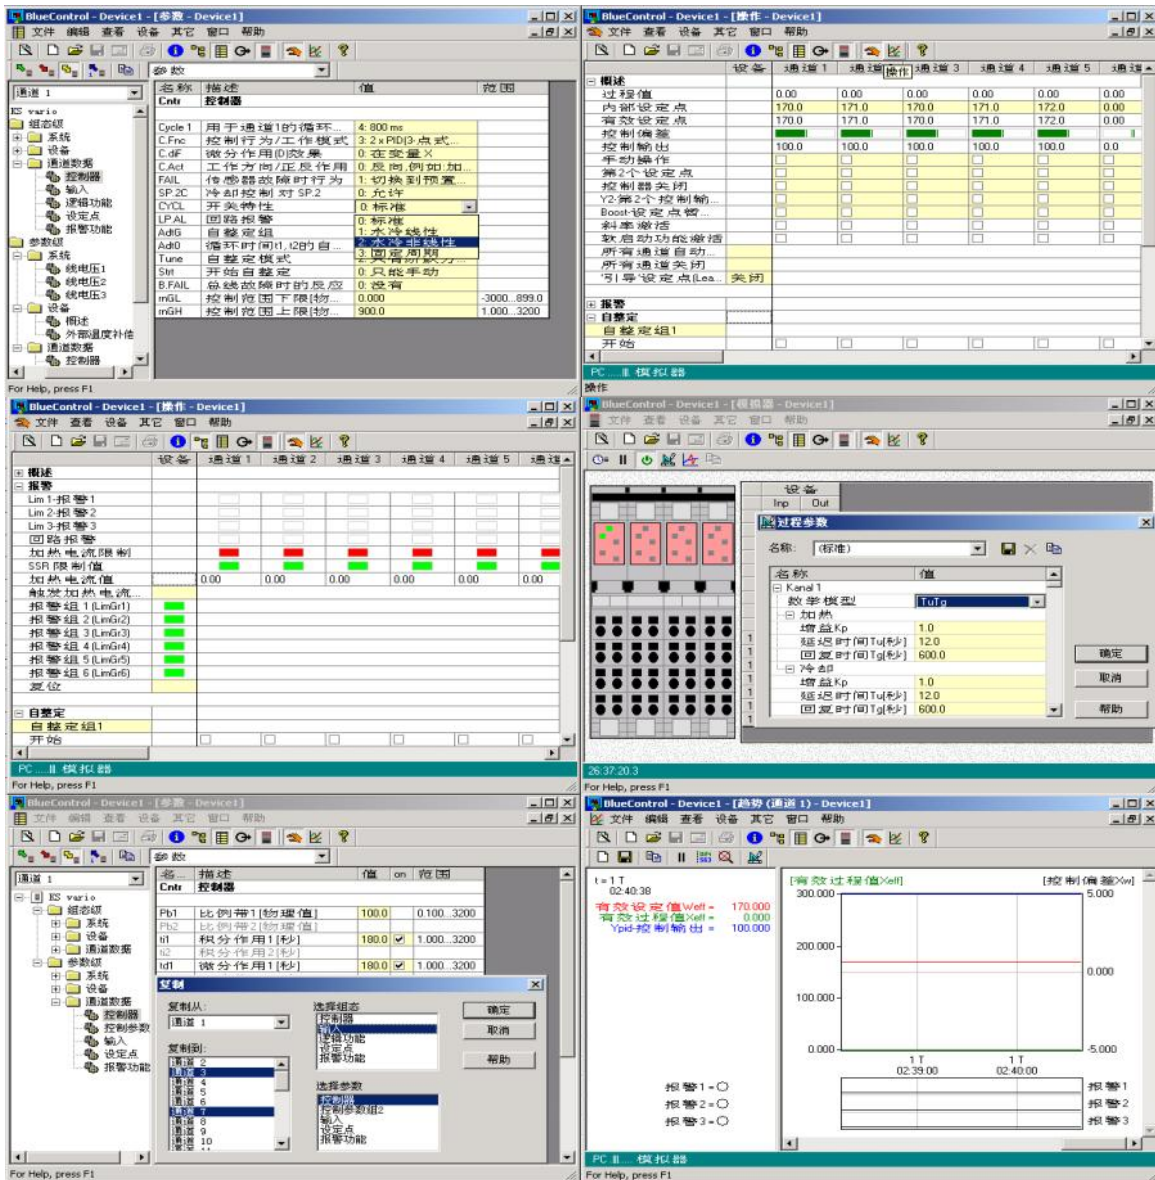 BlueControl - Device1 - [参数 - Device1]
文件 编辑 查看 设备 其它 窗口 帮助
参数
通道 1
KS vario
组态级
系统
设备
通道数据
控制器
输入
逻辑功能
设定点
报警功能
参数级
系统
线电压1
线电压2
线电压3
设备
概述
外部温度补偿
通道数据
控制器
名称 描述 值 范围
Cntr 控制器
Cycle 1 用于通道1的循环... 4: 800 ms
C.Fnc 控制行为/工作模式 3: 2 x PID(3-点式...
C.dif 微分作用(D)效果 0: 在变量 X
C.Act 工作方向/正反作用 0: 反向,例如:加...
FAIL 传感器故障时行为 1: 切换到预置...
SP.2C 冷却控制 对 SP.2 0: 允许
CYCL 开关特性 0: 标准
LP.AL 回路报警 0: 标准
AdtG 自整定组 1: 水冷线性
Adt0 循环时间t1, t2的自... 2: 水冷非线性
3: 固定周期
Tune 自整定模式
Strt 开始自整定 0: 只能手动
B.FAIL 总线故障时的反应 0: 没有
rnGL 控制范围下限[物... 0.000 -3000...899.0
rnGH 控制范围上限[物... 900.0 1.000...3200
For Help, press F1
BlueControl - Device1 - [操作 - Device1]
文件 查看 设备 其它 窗口 帮助
操作
设备 通道 1 通道 3 通道 4 通道 5
概述
过程值 0.00 0.00 0.00 0.00 0.00 0.00
内部设定点 170.0 171.0 170.0 171.0 172.0 0.00
有效设定点 170.0 171.0 170.0 171.0 172.0 0.00
控制偏差
控制输出 100.0 100.0 100.0 100.0 100.0 0.0
手动操作
第2个设定点
控制器关闭
Y2-第2个控制输...
Boost-设定点暂...
斜率激活
软启动功能激活
所有通道自动...
所有通道关闭
'引导'设定点(Lea... 关闭
报警
自整定
自整定组1
开始
PC.....II. 模拟器
操作
BlueControl - Device1 - [操作 - Device1]
文件 查看 设备 其它 窗口 帮助
设备 通道 1 通道 2 通道 3 通道 4 通道 5
概述
报警
Lim 1-报警1
Lim 2-报警2
Lim 3-报警3
回路报警
加热电流限制
SSR限制值
加热电流值 0.00 0.00 0.00 0.00 0.00 0.00
触发加热电流...
报警组 1 (LimGr1)
报警组 2 (LimGr2)
报警组 3 (LimGr3)
报警组 4 (LimGr4)
报警组 5 (LimGr5)
报警组 6 (LimGr6)
复位
自整定
自整定组1
开始
PC.....II. 模拟器
For Help, press F1
BlueControl - Device1 - [模拟器 - Device1]
文件 查看 设备 其它 窗口 帮助
设备
Inp Out
过程参数
名称: (标准)
名称 值
Kanal 1
数学模型 TuTg
加热
增益Kp 1.0
延迟时间Tu[秒] 12.0
回复时间Tg[秒] 600.0
冷却
增益Kp 1.0
延迟时间Tu[秒] 12.0
回复时间Tg[秒] 600.0
确定
取消
帮助
26:37:20.3
For Help, press F1
BlueControl - Device1 - [参数 - Device1]
文件 编辑 查看 设备 其它 窗口 帮助
参数
通道 1
KS vario
组态级
系统
设备
通道数据
参数级
系统
设备
通道数据
控制器
控制参数
输入
设定点
报警功能
名... 描述 值 on 范围
Cntr 控制器
Pb1 比例带1[物理值] 100.0 0.100...3200
Pb2 比例带2[物理值]
ti1 积分作用1[秒] 180.0 1.000...3200
ti2 积分作用2[秒]
td1 微分作用1[秒] 180.0 1.000...3200
复制
复制从:
通道 1
复制到:
通道 2
通道 3
通道 4
通道 5
通道 6
通道 7
通道 8
通道 9
通道 10
选择组态
控制器
输入
逻辑功能
设定点
报警功能
选择参数
控制器
控制参数组2
输入
设定点
报警功能
确定
取消
帮助
For Help, press F1
BlueControl - Device1 - [趋势 (通道 1) - Device1]
文件 编辑 查看 设备 其它 窗口 帮助
t = 1 T
02:40:38
有效设定值Weff = 170.000
有效过程值Xeff = 0.000
Ypid-控制输出 = 100.000
报警1 =
报警2 =
报警3 =
[有效过程值Xeff] [控制偏差Xw]
300.000 5.000
200.000
0.000
100.000
0.000 -5.000
1 T 1 T
02:39:00 02:40:00
报警1
报警2
报警3
PC .II..... 模拟器
For Help, press F1